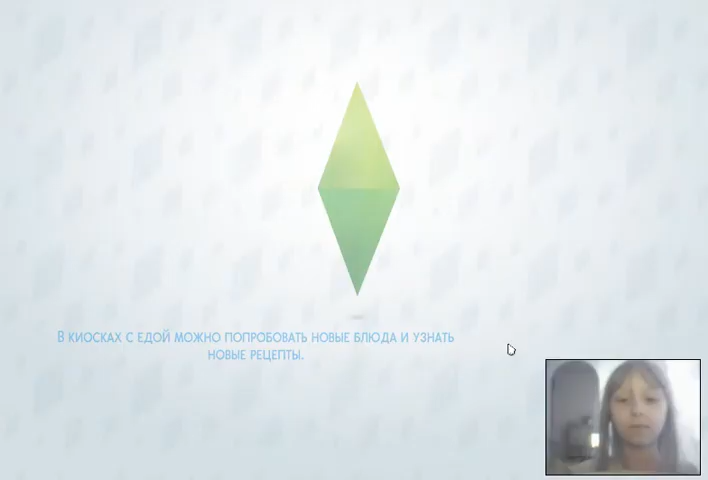 В КИОСКАХ С ЕДОЙ МОЖНО ПОПРОБОВАТЬ НОВЫЕ БЛЮДА И УЗНАТЬ
НОВЫЕ РЕЦЕПТЫ.